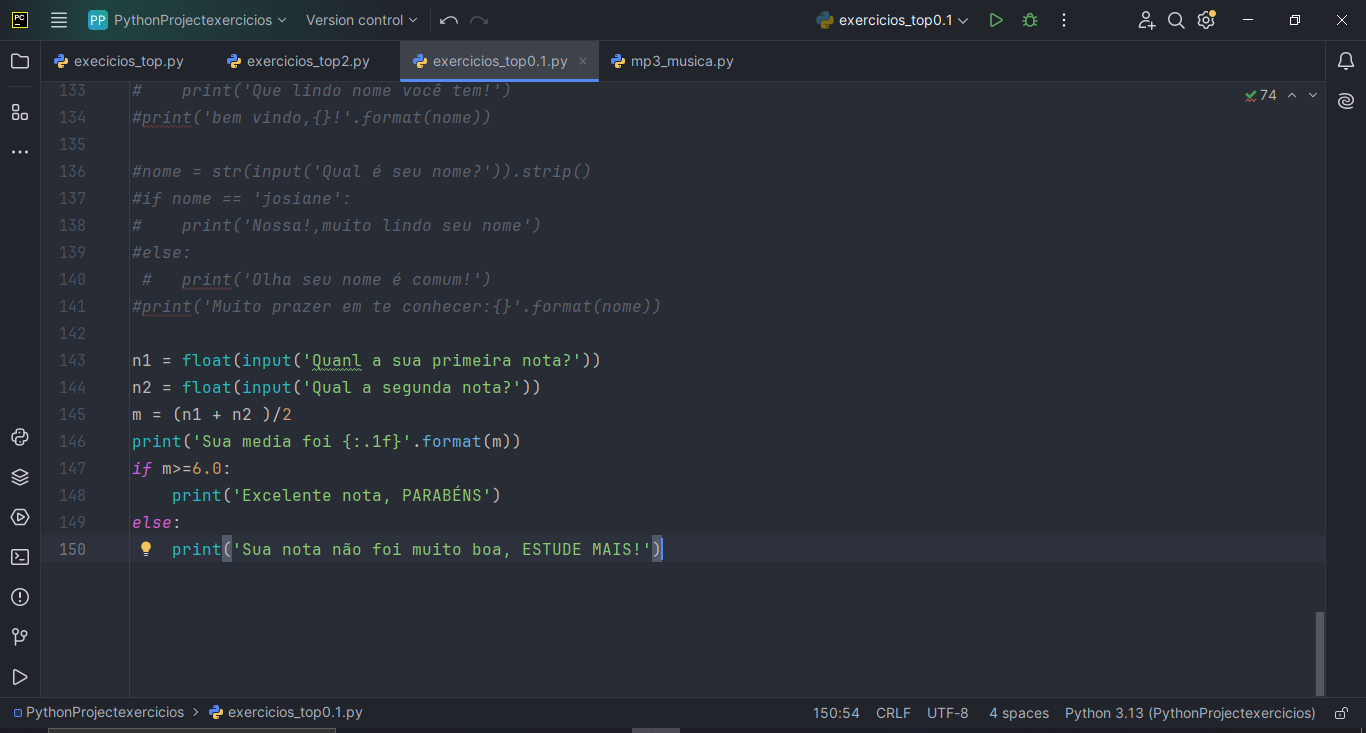 PC
PP PythonProjectexercicios Version control exercicios_top0.1
execicios_top.py exercicios_top2.py exercicios_top0.1.py mp3_musica.py
74
133 #    print('Que lindo nome você tem!')
134 #print('bem vindo,{}!'.format(nome))
135
136 #nome = str(input('Qual é seu nome?')).strip()
137 #if nome == 'josiane':
138 #    print('Nossa!,muito lindo seu nome')
139 #else:
140  #   print('Olha seu nome é comum!')
141 #print('Muito prazer em te conhecer:{}'.format(nome))
142
143 n1 = float(input('Quanl a sua primeira nota?'))
144 n2 = float(input('Qual a segunda nota?'))
145 m = (n1 + n2 )/2
146 print('Sua media foi {:.1f}'.format(m))
147 if m>=6.0:
148     print('Excelente nota, PARABÉNS')
149 else:
150     print('Sua nota não foi muito boa, ESTUDE MAIS!')
PythonProjectexercicios > exercicios_top0.1.py 150:54 CRLF UTF-8 4 spaces Python 3.13 (PythonProjectexercicios)